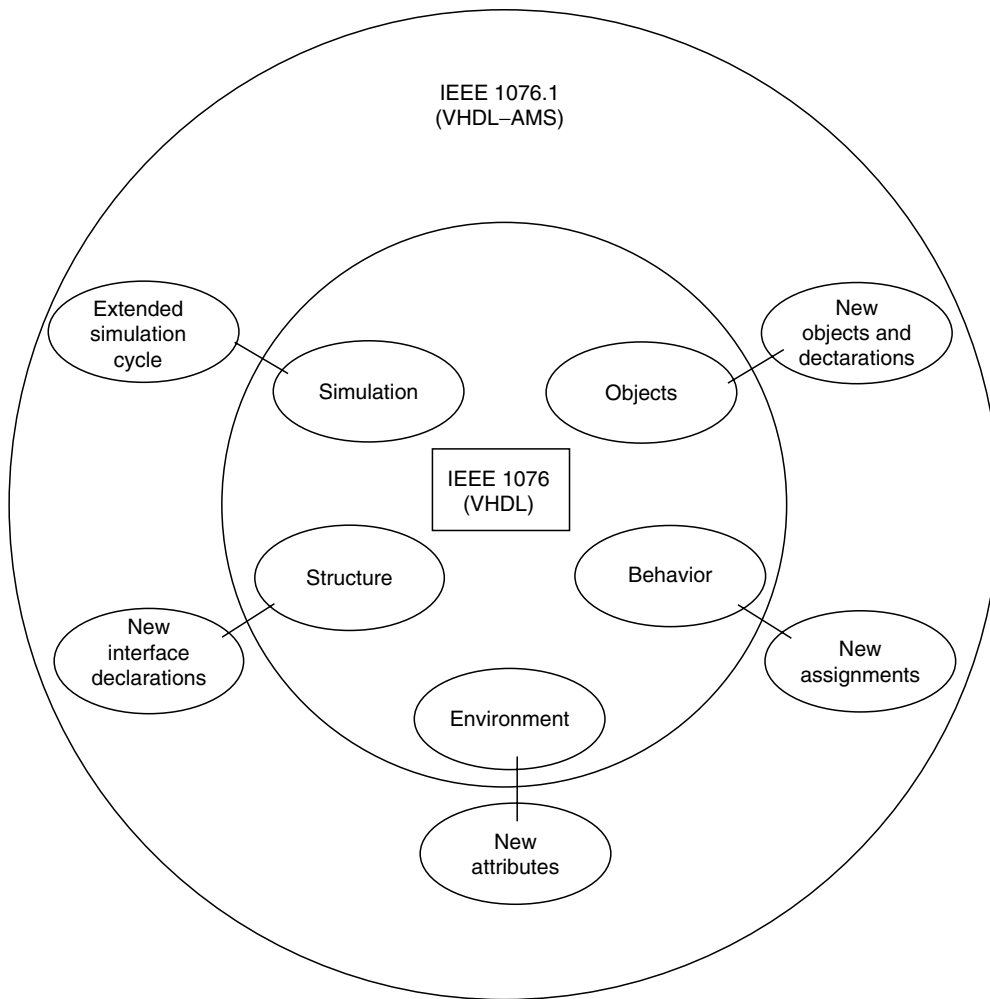 IEEE 1076.1
(VHDL–AMS)
Extended
simulation
cycle
New
objects and
dectarations
Simulation
Objects
IEEE 1076
(VHDL)
Structure
Behavior
New
interface
declarations
New
assignments
Environment
New
attributes